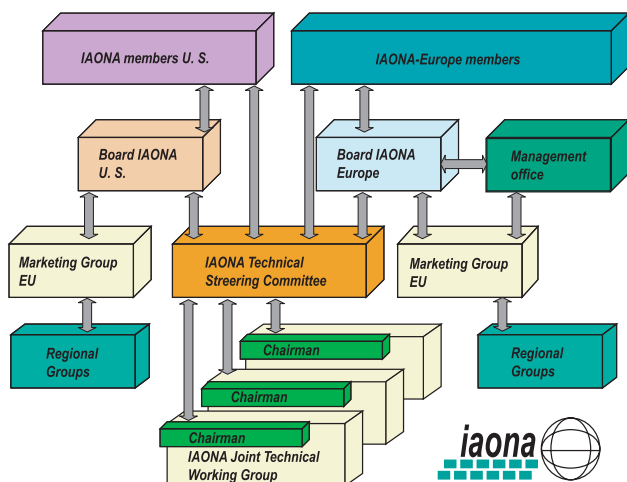 IAONA members U. S.
IAONA-Europe members
Board IAONA
U. S.
Board IAONA
Europe
Management
office
Marketing Group
EU
IAONA Technical
Streering Committee
Marketing Group
EU
Regional
Groups
Chairman
Regional
Groups
Chairman
Chairman
IAONA Joint Technical
Working Group
iaona